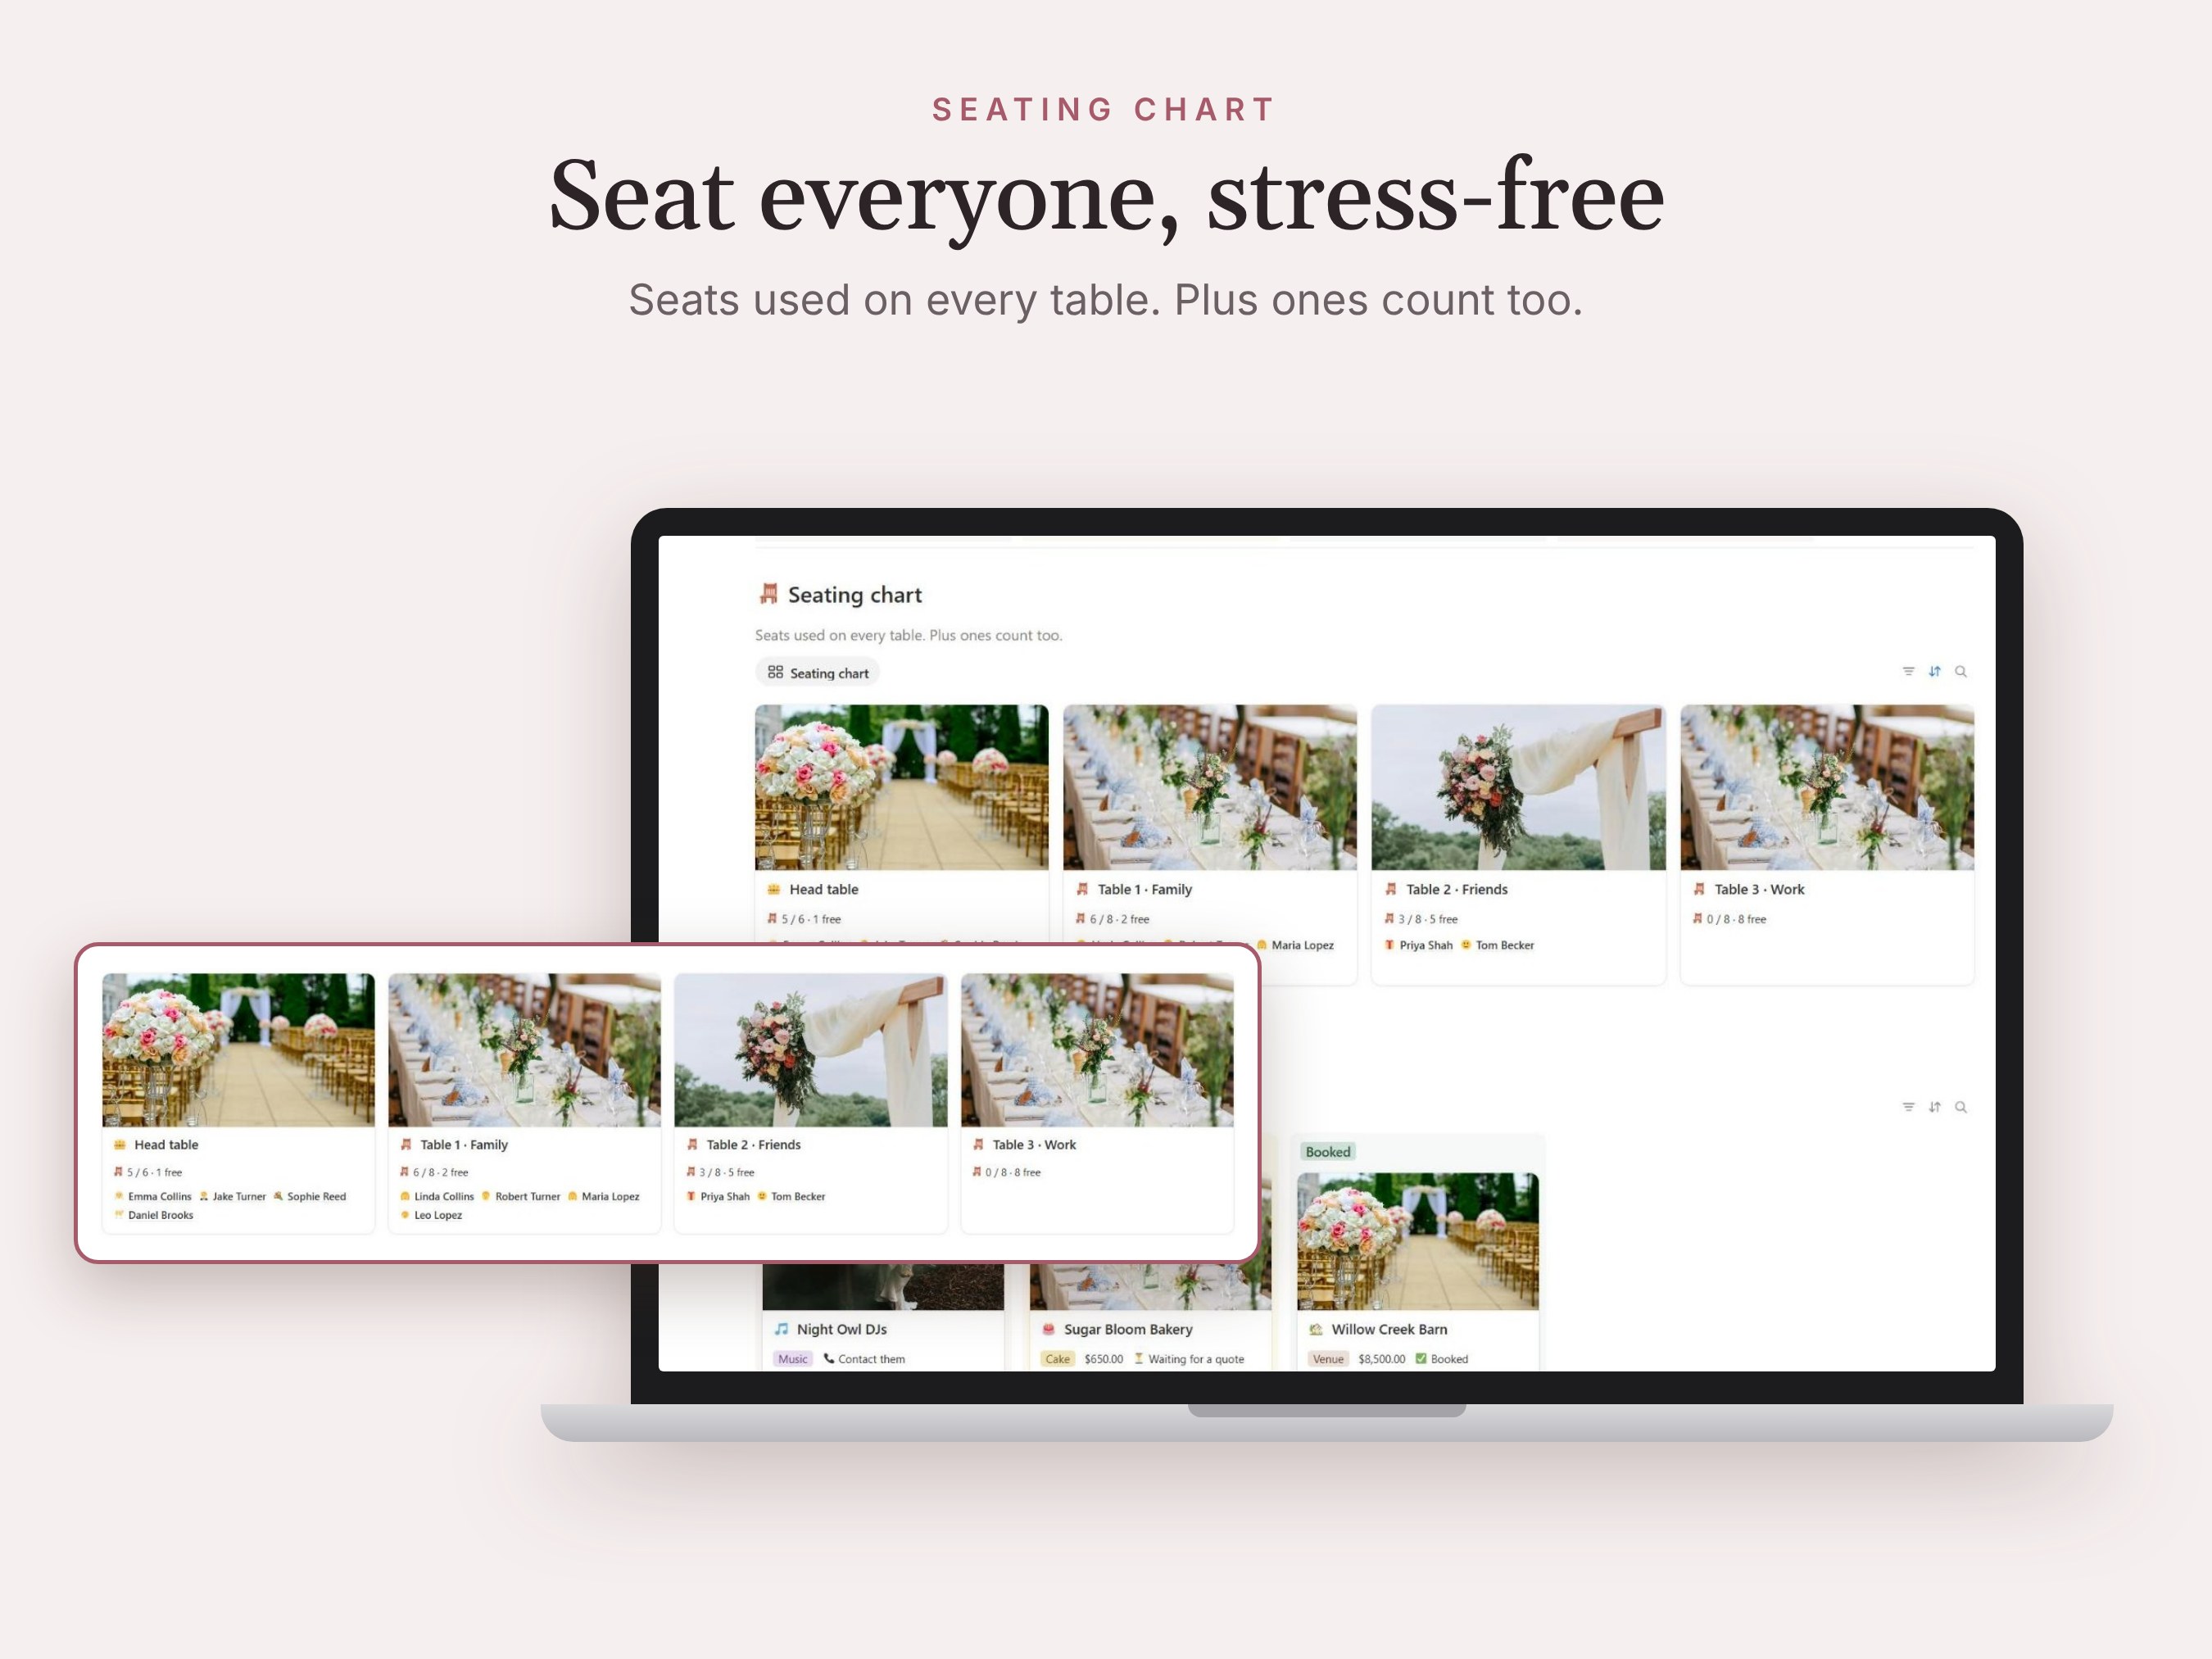 SEATING CHART
Seat everyone, stress-free
Seats used on every table. Plus ones count too.
Seating chart
Seats used on every table. Plus ones count too.
Seating chart
Head table
5 / 6 · 1 free
Table 1 · Family
6 / 8 · 2 free
Maria Lopez
Table 2 · Friends
3 / 8 · 5 free
Priya Shah Tom Becker
Table 3 · Work
0 / 8 · 8 free
Head table
5 / 6 · 1 free
Emma Collins Jake Turner Sophie Reed
Daniel Brooks
Table 1 · Family
6 / 8 · 2 free
Linda Collins Robert Turner Maria Lopez
Leo Lopez
Table 2 · Friends
3 / 8 · 5 free
Priya Shah Tom Becker
Table 3 · Work
0 / 8 · 8 free
Night Owl DJs
Music Contact them
Sugar Bloom Bakery
Cake $650.00 Waiting for a quote
Booked
Willow Creek Barn
Venue $8,500.00 Booked